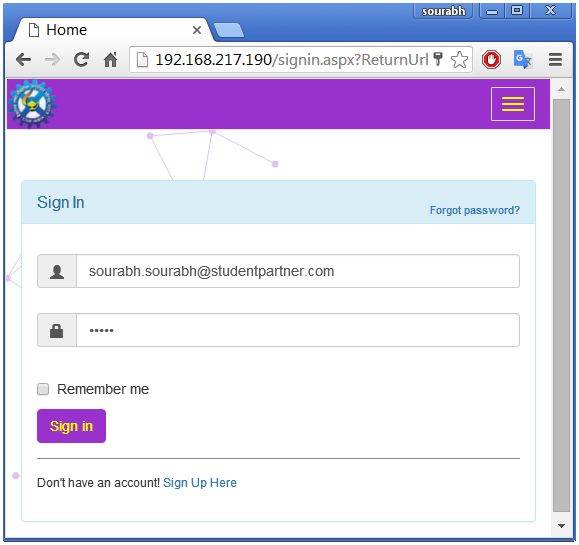 sourabh
Home
192.168.217.190/signin.aspx?ReturnUrl
Sign In
Forgot password?
sourabh.sourabh@studentpartner.com
•••••
Remember me
Sign in
Don't have an account! Sign Up Here